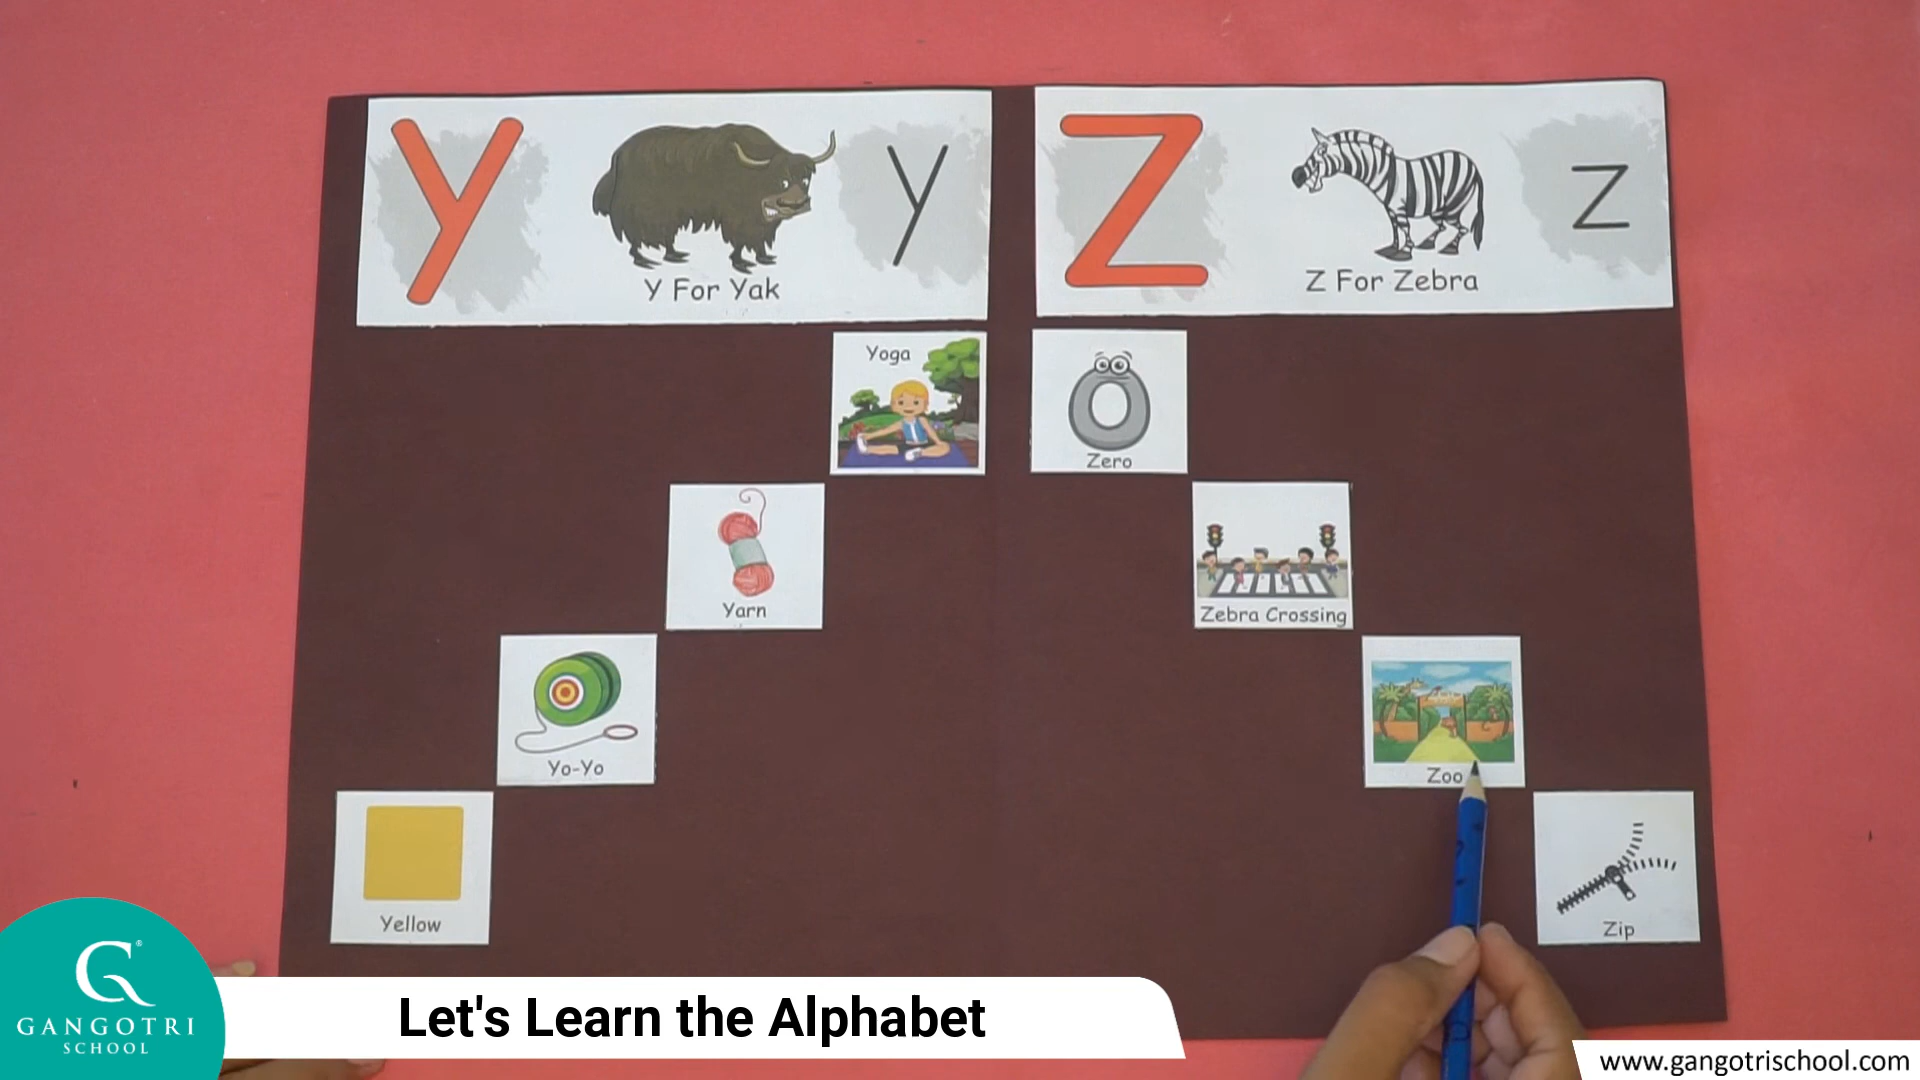 Y
y
Y For Yak
Z
z
Z For Zebra
Yoga
Zero
Yarn
Zebra Crossing
Yo-Yo
Zoo
Yellow
Zip
G®
GANGOTRI
SCHOOL
Let's Learn the Alphabet
www.gangotrischool.com